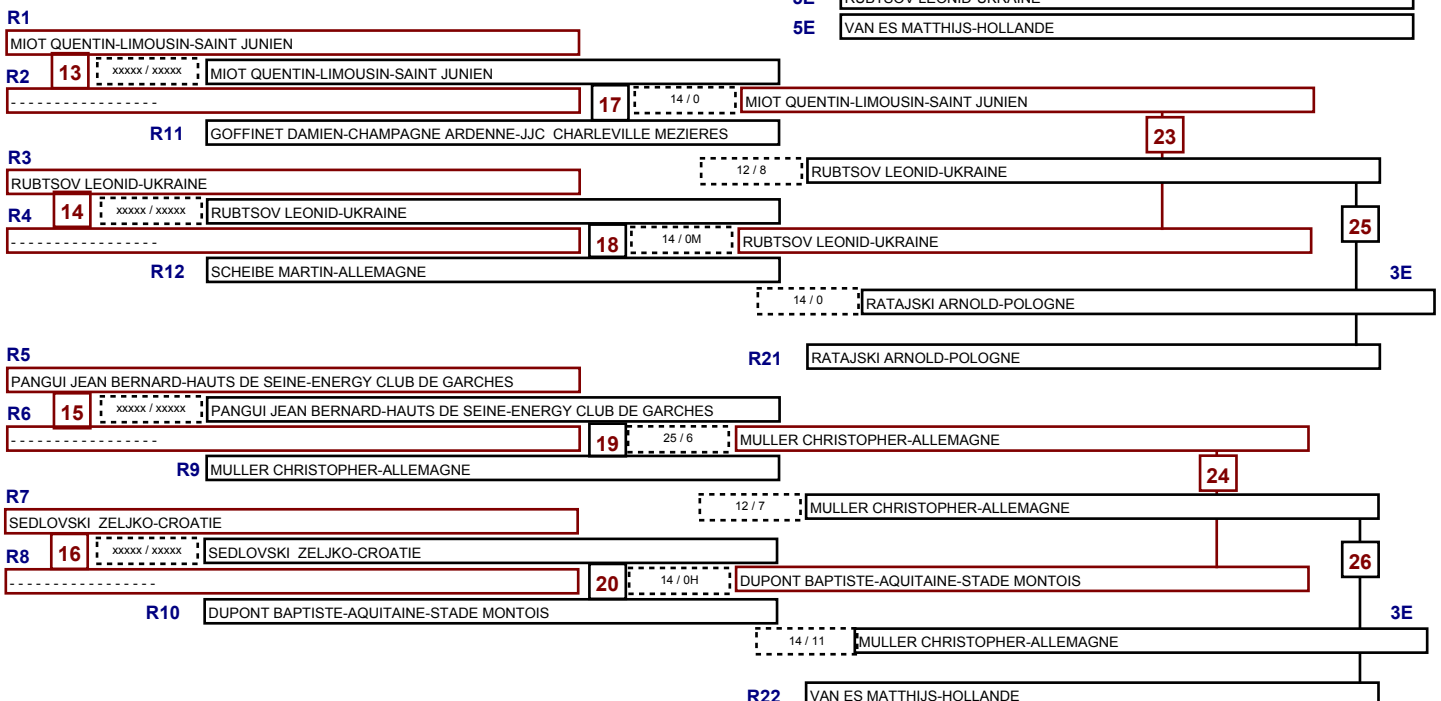 5E RUBTSOV LEONID-UKRAINE
5E VAN ES MATTHIJS-HOLLANDE
R1
MIOT QUENTIN-LIMOUSIN-SAINT JUNIEN
R2 13 xxxxx / xxxxx MIOT QUENTIN-LIMOUSIN-SAINT JUNIEN
- - - - - - - - - - - - - - - - - 17 14 / 0 MIOT QUENTIN-LIMOUSIN-SAINT JUNIEN
R11 GOFFINET DAMIEN-CHAMPAGNE ARDENNE-JJC CHARLEVILLE MEZIERES
23
R3
12 / 8 RUBTSOV LEONID-UKRAINE
RUBTSOV LEONID-UKRAINE
R4 14 xxxxx / xxxxx RUBTSOV LEONID-UKRAINE
25
- - - - - - - - - - - - - - - - - 18 14 / 0M RUBTSOV LEONID-UKRAINE
R12 SCHEIBE MARTIN-ALLEMAGNE
3E
14 / 0 RATAJSKI ARNOLD-POLOGNE
R5
R21 RATAJSKI ARNOLD-POLOGNE
PANGUI JEAN BERNARD-HAUTS DE SEINE-ENERGY CLUB DE GARCHES
R6 15 xxxxx / xxxxx PANGUI JEAN BERNARD-HAUTS DE SEINE-ENERGY CLUB DE GARCHES
- - - - - - - - - - - - - - - - - 19 25 / 6 MULLER CHRISTOPHER-ALLEMAGNE
R9 MULLER CHRISTOPHER-ALLEMAGNE
24
R7
12 / 7 MULLER CHRISTOPHER-ALLEMAGNE
SEDLOVSKI ZELJKO-CROATIE
R8 16 xxxxx / xxxxx SEDLOVSKI ZELJKO-CROATIE
26
- - - - - - - - - - - - - - - - - 20 14 / 0H DUPONT BAPTISTE-AQUITAINE-STADE MONTOIS
R10 DUPONT BAPTISTE-AQUITAINE-STADE MONTOIS
3E
14 / 11 MULLER CHRISTOPHER-ALLEMAGNE
R22 VAN ES MATTHIJS-HOLLANDE